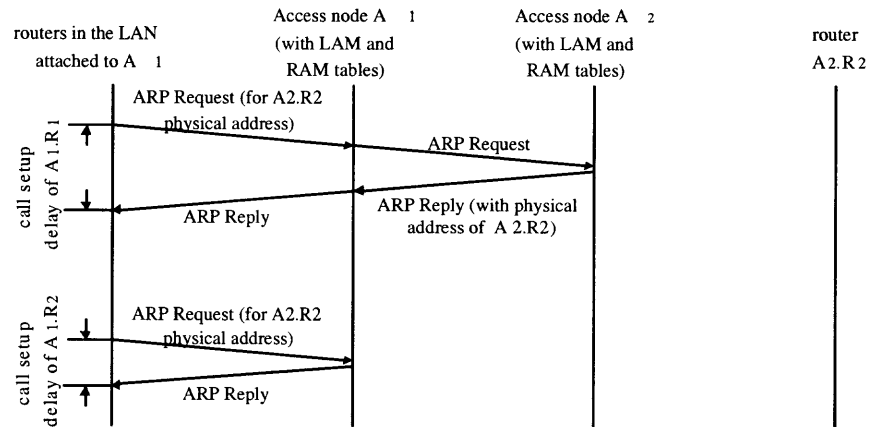 routers in the LAN
attached to A 1
Access node A 1
(with LAM and
RAM tables)
Access node A 2
(with LAM and
RAM tables)
router
A2.R2
ARP Request (for A2.R2
physical address)
ARP Request
ARP Reply
ARP Reply (with physical
address of A 2.R2)
call setup
delay of A1.R1
ARP Request (for A2.R2
physical address)
ARP Reply
call setup
delay of A1.R2